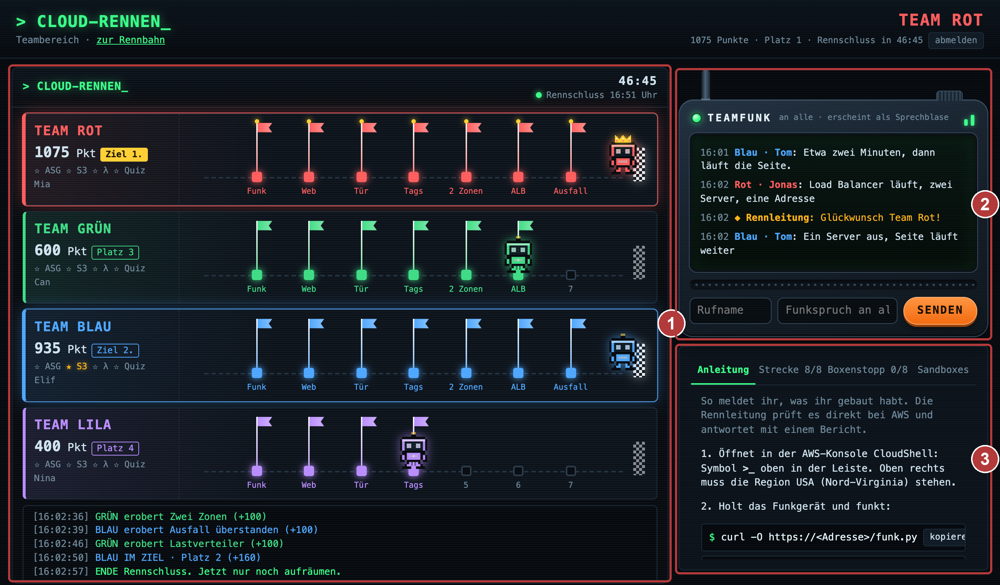 > CLOUD-RENNEN_
Teambereich · zur Rennbahn
TEAM ROT
1075 Punkte · Platz 1 · Rennschluss in 46:45 abmelden
> CLOUD-RENNEN_
46:45
Rennschluss 16:51 Uhr
TEAM ROT
1075 Pkt Ziel 1.
☆ ASG ☆ S3 ☆ λ ☆ Quiz
Mia
Funk Web Tür Tags 2 Zonen ALB Ausfall
TEAM GRÜN
600 Pkt Platz 3
☆ ASG ☆ S3 ☆ λ ☆ Quiz
Can
Funk Web Tür Tags 2 Zonen ALB 7
TEAM BLAU
935 Pkt Ziel 2.
☆ ASG ★ S3 ☆ λ ☆ Quiz
Elif
Funk Web Tür Tags 2 Zonen ALB Ausfall
TEAM LILA
400 Pkt Platz 4
☆ ASG ☆ S3 ☆ λ ☆ Quiz
Nina
Funk Web Tür Tags 5 6 7
[16:02:36] GRÜN erobert Zwei Zonen (+100)
[16:02:39] BLAU erobert Ausfall überstanden (+100)
[16:02:46] GRÜN erobert Lastverteiler (+100)
[16:02:50] BLAU IM ZIEL · Platz 2 (+160)
[16:02:57] ENDE Rennschluss. Jetzt nur noch aufräumen.
1
TEAMFUNK an alle · erscheint als Sprechblase
16:01 Blau · Tom: Etwa zwei Minuten, dann
läuft die Seite.
16:02 Rot · Jonas: Load Balancer läuft, zwei
Server, eine Adresse
16:02 ◆ Rennleitung: Glückwunsch Team Rot!
16:02 Blau · Tom: Ein Server aus, Seite läuft
weiter
2
Rufname Funkspruch an al SENDEN
Anleitung Strecke 8/8 Boxenstopp 0/8 Sandboxes
So meldet ihr, was ihr gebaut habt. Die
Rennleitung prüft es direkt bei AWS und
antwortet mit einem Bericht.
1. Öffnet in der AWS-Konsole CloudShell:
Symbol >_ oben in der Leiste. Oben rechts
muss die Region USA (Nord-Virginia) stehen.
3
2. Holt das Funkgerät und funkt:
$ curl -O https://<Adresse>/funk.py kopiere